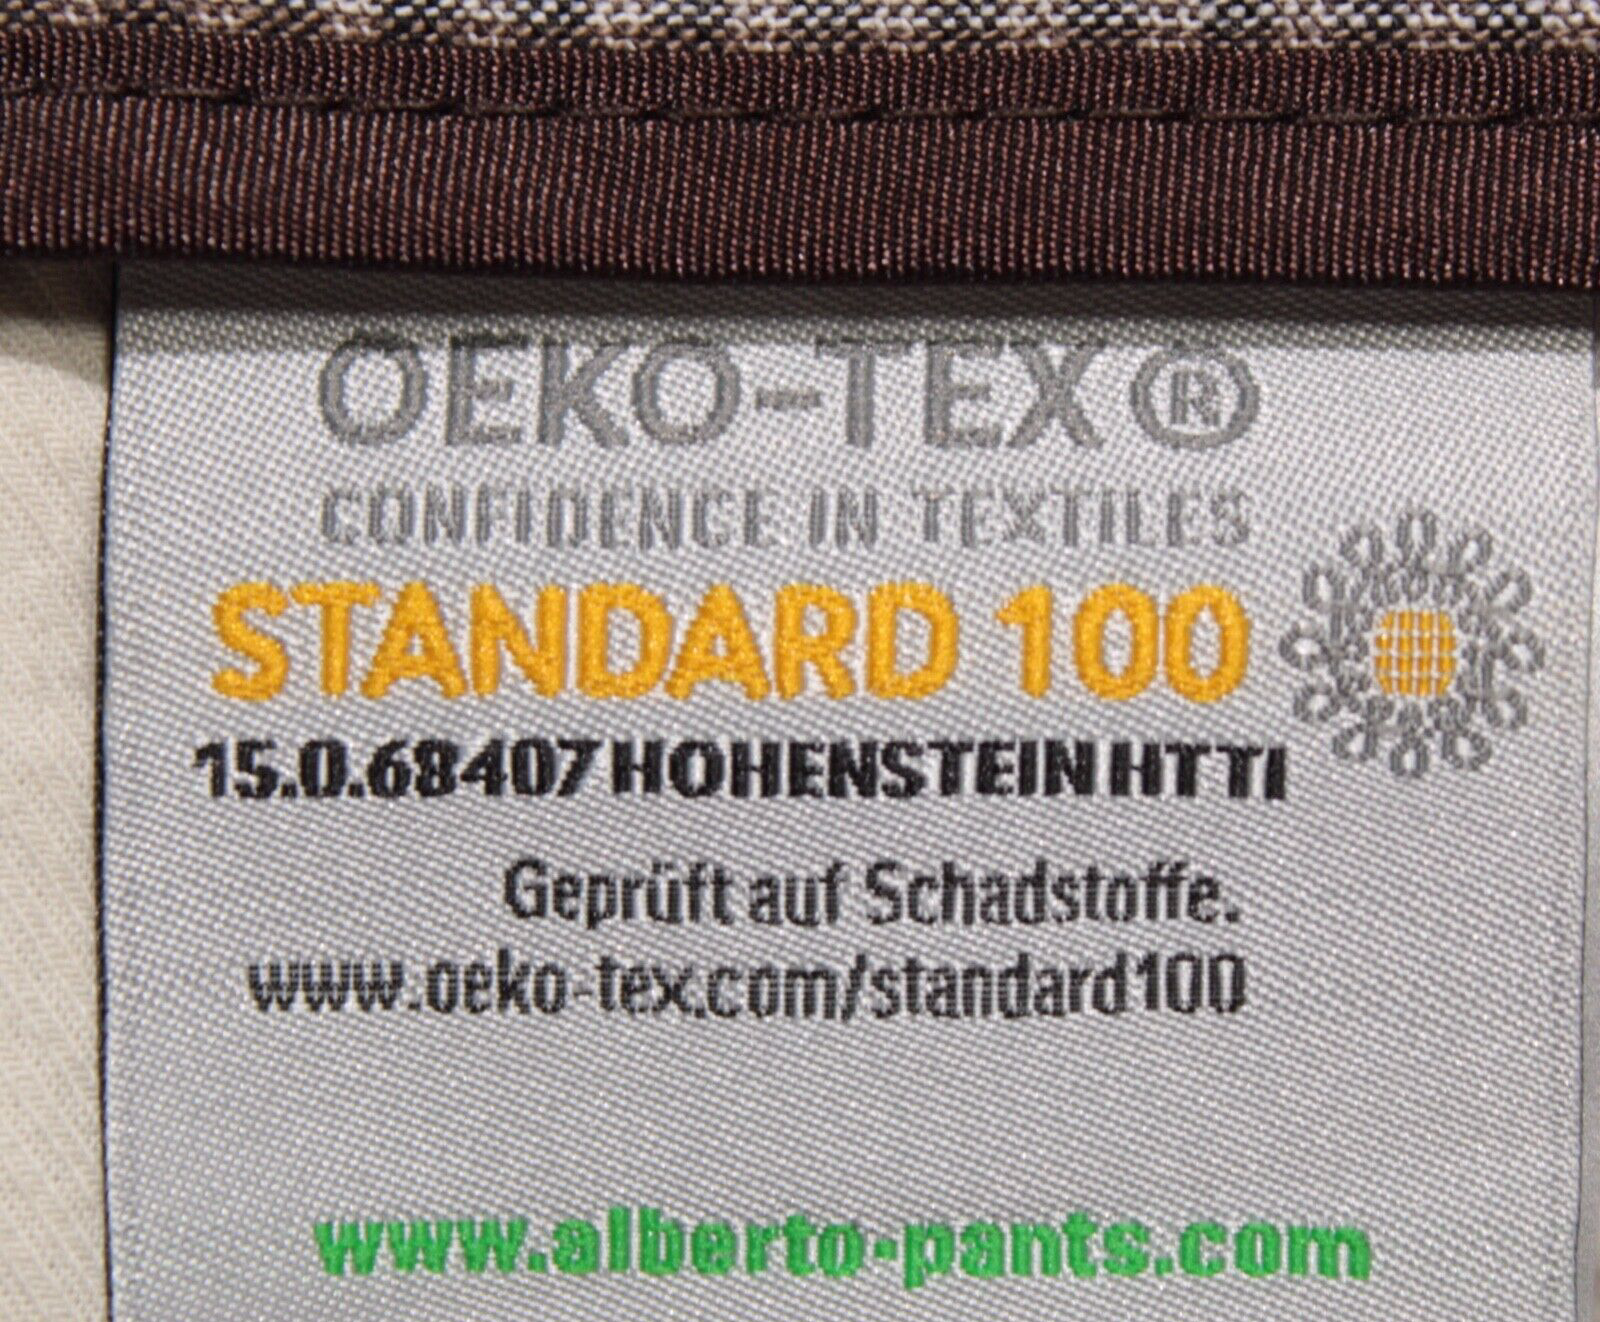 OEKO-TEX®
CONFIDENCE IN TEXTILES
STANDARD 100
15.0.68407 HOHENSTEIN HTTI
Geprüft auf Schadstoffe.
www.oeko-tex.com/standard100
www.alberto-pants.com